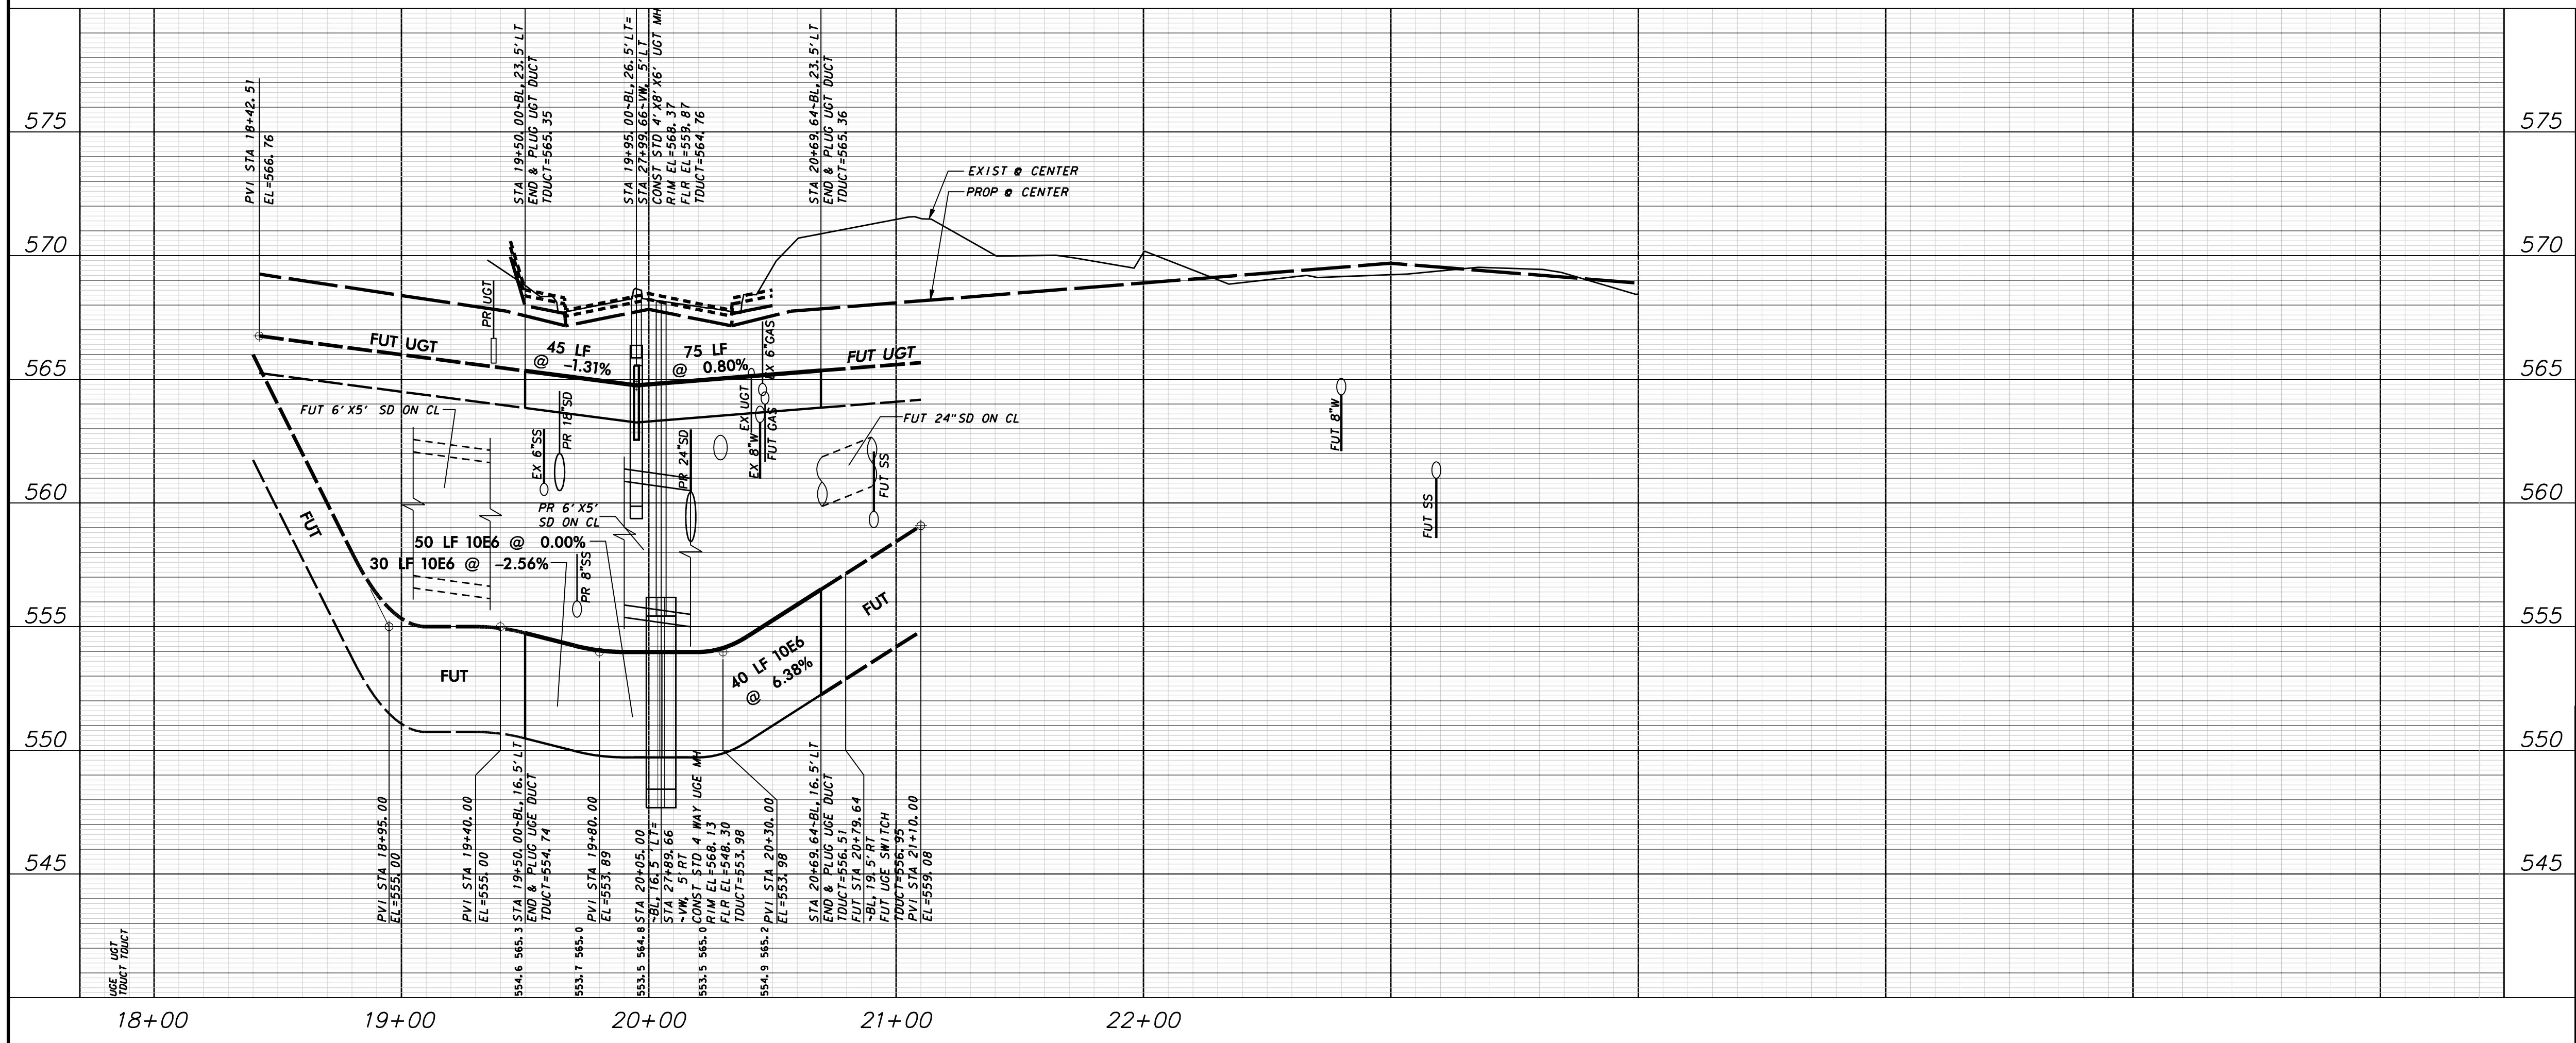 PVI STA 18+42.51
EL=566.76
STA 19+50.00~BL, 23.5' LT
END & PLUG UGT DUCT
TDUCT=565.35
STA 19+95.00~BL, 26.5' LT=
STA 27+99.66~VW, 5' LT
CONST STD 4'X8'X6' UGT MH
RIM EL=568.37
FLR EL=559.87
TDUCT=564.76
STA 20+69.64~BL, 23.5' LT
END & PLUG UGT DUCT
TDUCT=565.36
575
575
EXIST @ CENTER
PROP @ CENTER
570
570
PR UGT
FUT UGT
45 LF
@ -1.31%
75 LF
@ 0.80%
EX 6"GAS
FUT UGT
565
565
FUT 6'X5' SD ON CL
EX 6"SS
PR 18"SD
PR 24"SD
EX UGT
EX 8"W
FUT GAS
FUT 24"SD ON CL
FUT SS
FUT 8"W
FUT SS
560
560
FUT
PR 6'X5'
SD ON CL
50 LF 10E6 @ 0.00%
30 LF 10E6 @ -2.56%
PR 8"SS
555
555
FUT
FUT
40 LF 10E6
@ 6.38%
550
550
PVI STA 18+95.00
EL=555.00
PVI STA 19+40.00
EL=555.00
STA 19+50.00~BL, 16.5' LT
END & PLUG UGE DUCT
TDUCT=554.74
PVI STA 19+80.00
EL=553.89
STA 20+05.00
~BL, 16.5' LT=
STA 27+89.66
~VW, 5' RT
CONST STD 4 WAY UGE MH
RIM EL=568.13
FLR EL=548.30
TDUCT=553.98
PVI STA 20+30.00
EL=553.98
STA 20+69.64~BL, 16.5' LT
END & PLUG UGE DUCT
TDUCT=556.51
FUT STA 20+79.64
~BL, 19.5' RT
FUT UGE SWITCH
TDUCT=556.95
PVI STA 21+10.00
EL=559.08
545
545
UGE UGT
TDUCT TDUCT
554.6 565.3
553.7 565.0
553.5 564.8
553.5 565.0
554.9 565.2
18+00
19+00
20+00
21+00
22+00